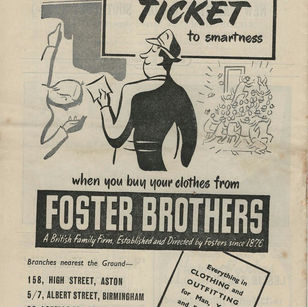 TICKET
to smartness
when you buy your clothes from
FOSTER BROTHERS
A British Family Firm, Established and Directed by Fosters since 1876
Branches nearest the Ground—
158, HIGH STREET, ASTON
5/7, ALBERT STREET, BIRMINGHAM
Everything in
CLOTHING and
OUTFITTING
for Man,